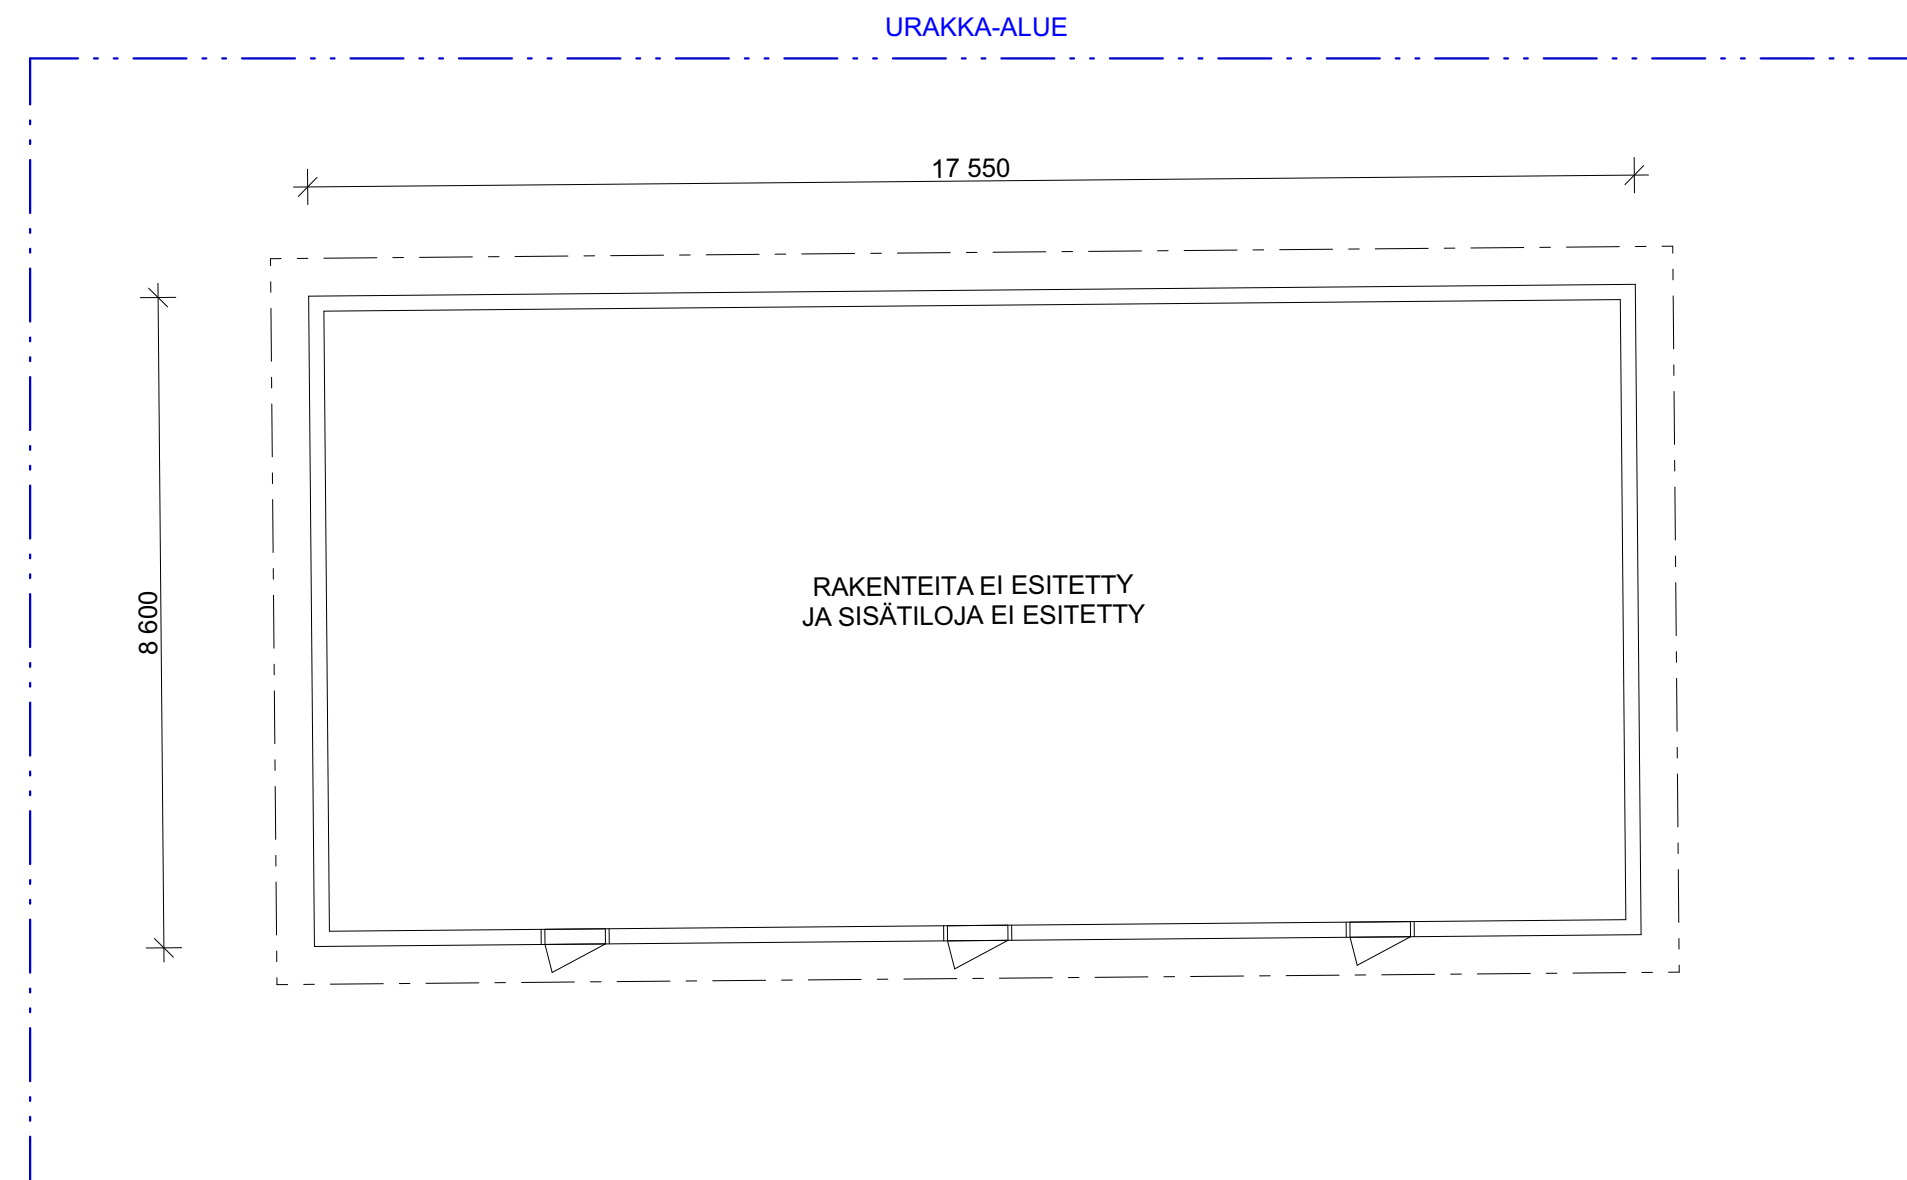 URAKKA-ALUE
17 550
8 600
RAKENTEITA EI ESITETTY
JA SISÄTILOJA EI ESITETTY